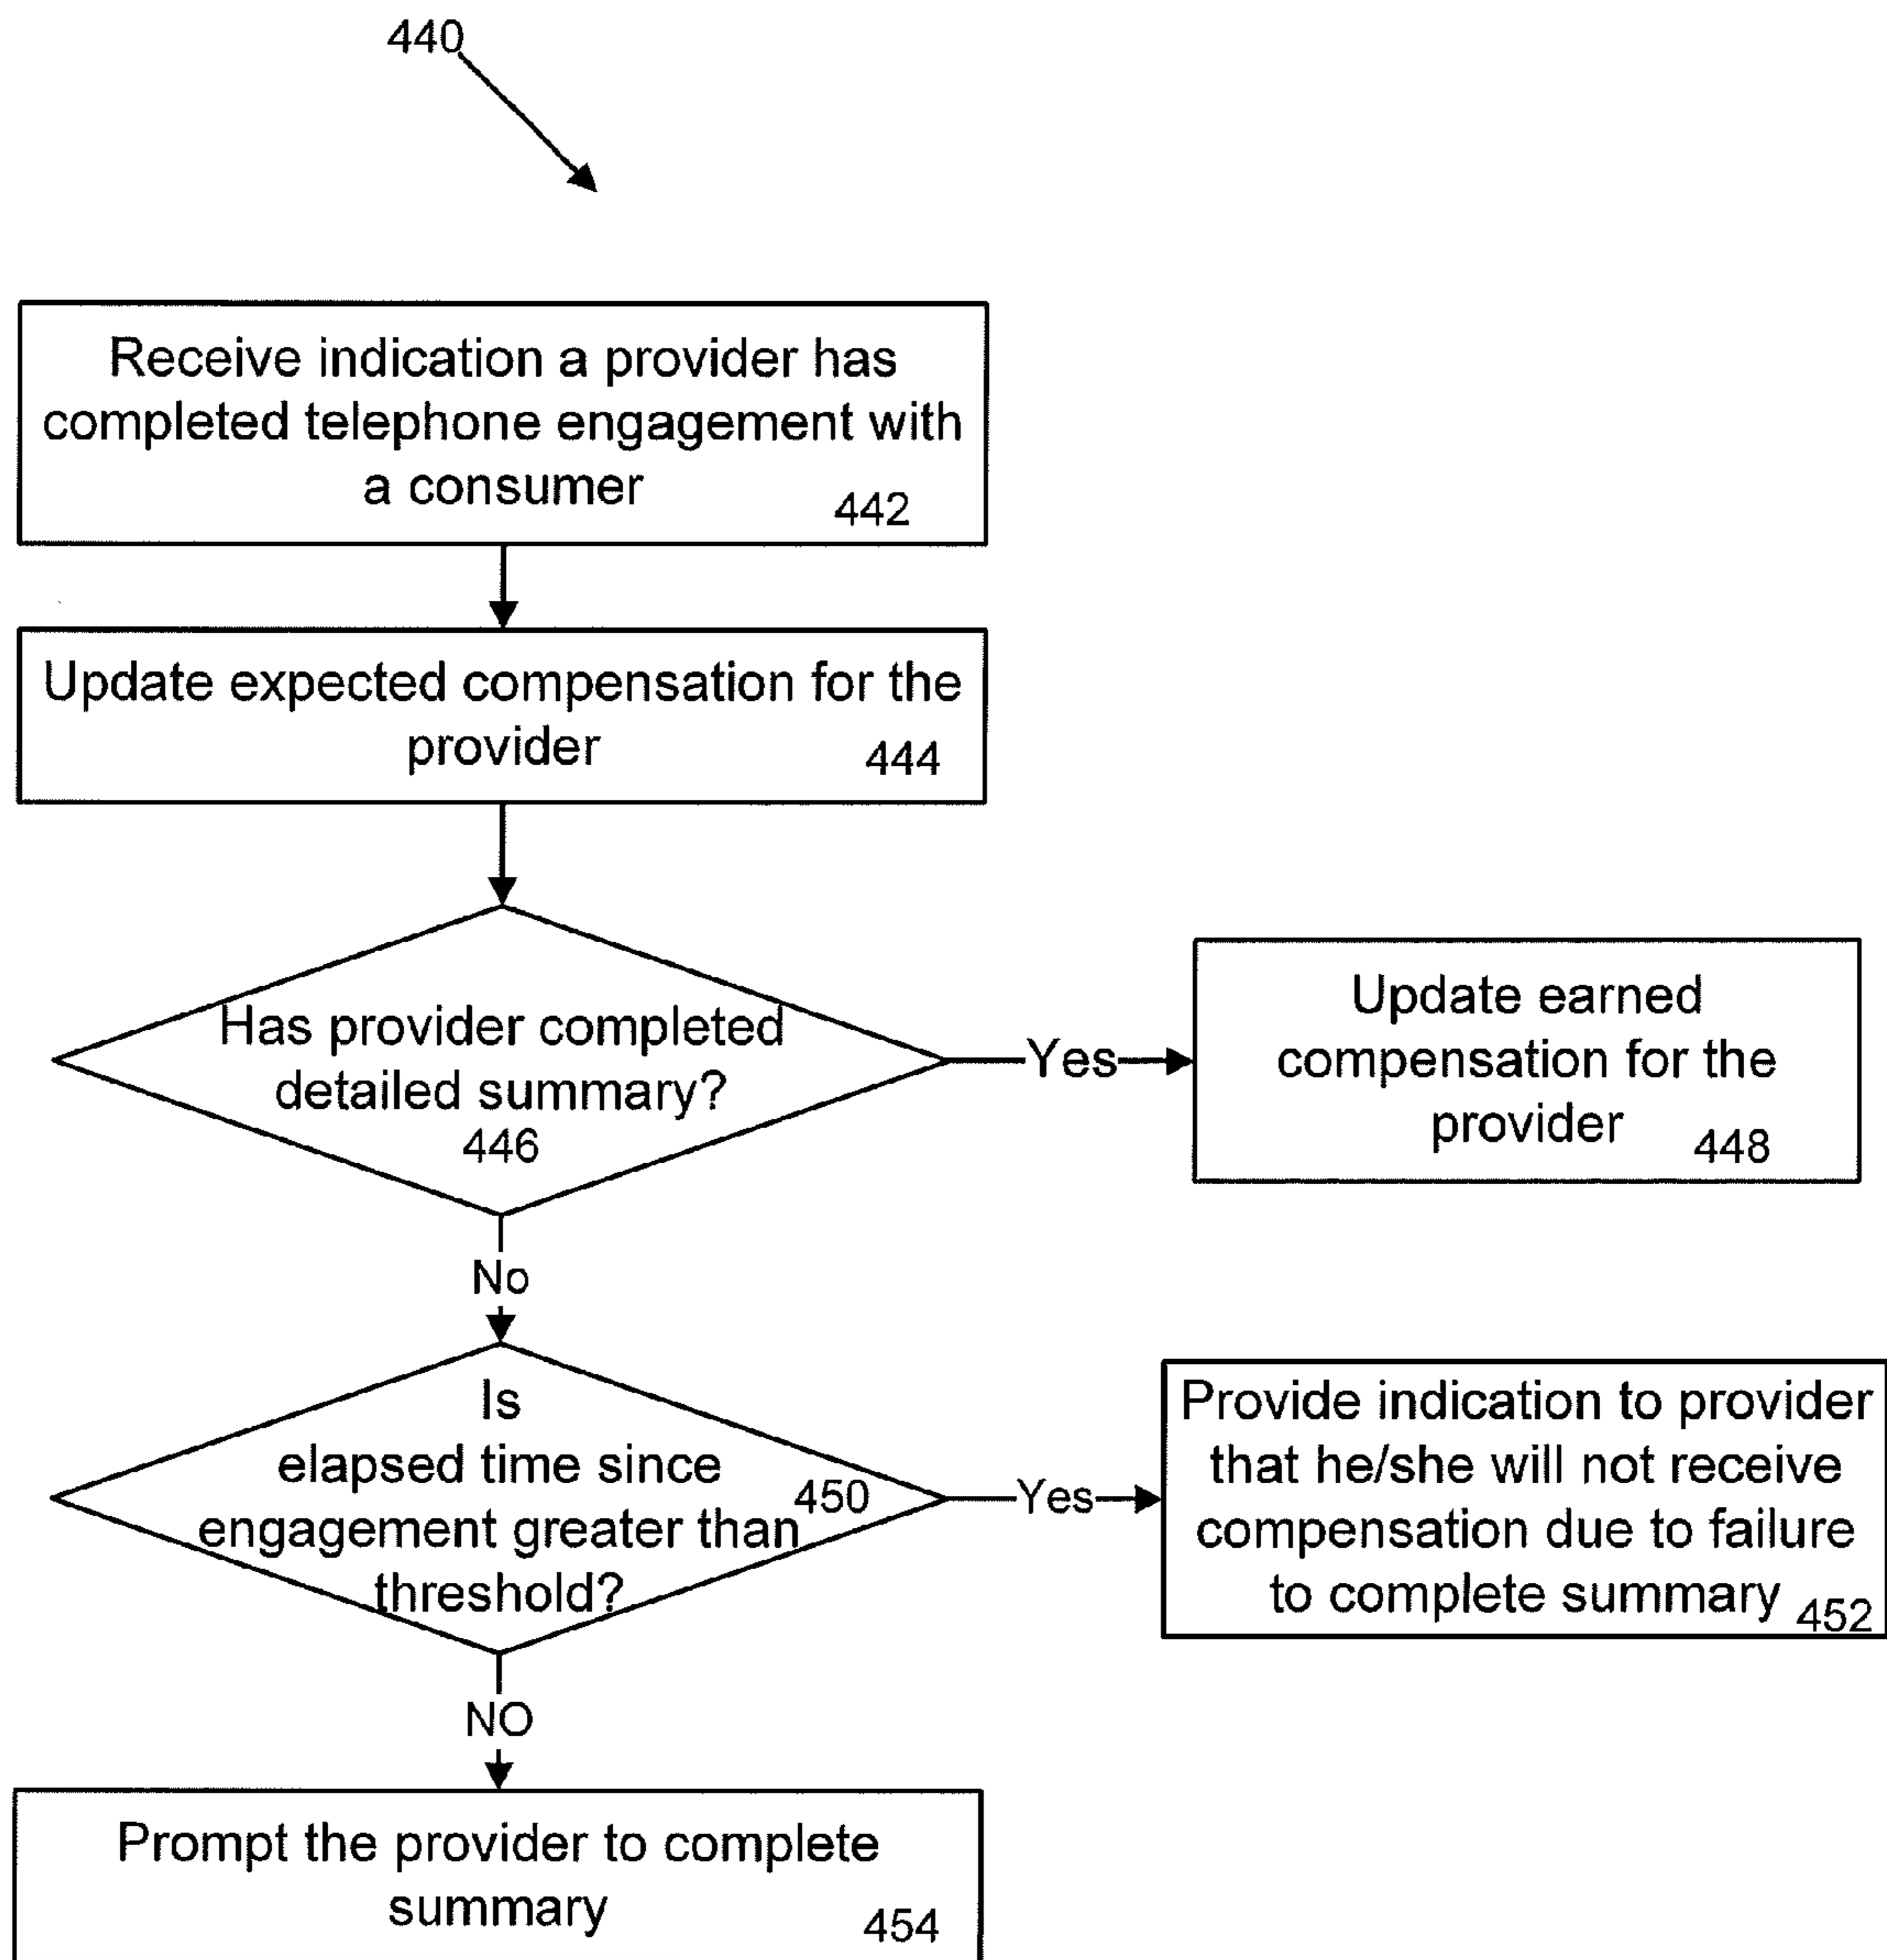 440
Receive indication a provider has
completed telephone engagement with
a consumer
442
Update expected compensation for the
provider
444
Has provider completed
detailed summary?
446
Yes
Update earned
compensation for the
provider
448
No
Is
elapsed time since
engagement greater than
threshold?
450
Yes
Provide indication to provider
that he/she will not receive
compensation due to failure
to complete summary
452
NO
Prompt the provider to complete
summary
454